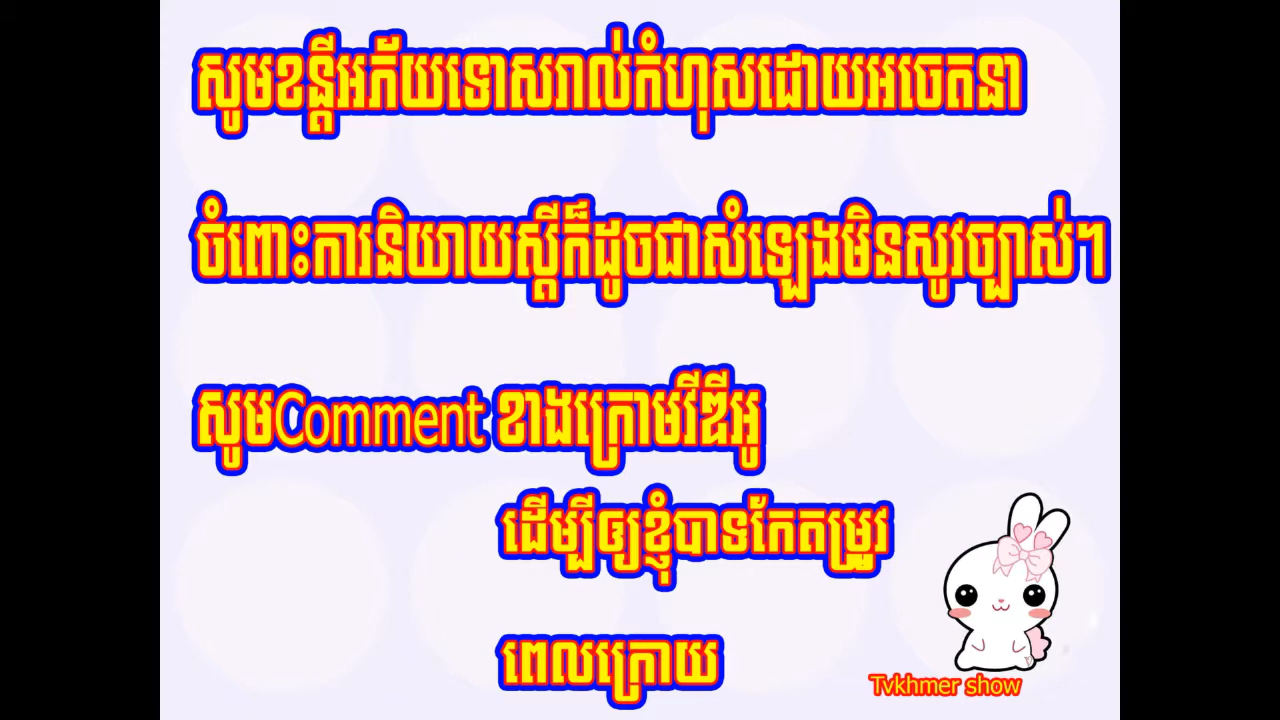 សូមខន្តីអភ័យទោសរាល់កំហុសដោយអចេតនា
ចំពោះការនិយាយស្តីក៏ដូចជាសំឡេងមិនសូវច្បាស់ៗ
សូមComment ខាងក្រោមវីឌីអូ
ដើម្បីឲ្យខ្ញុំបាទកែតម្រូវ
ពេលក្រោយ
Tvkhmer show